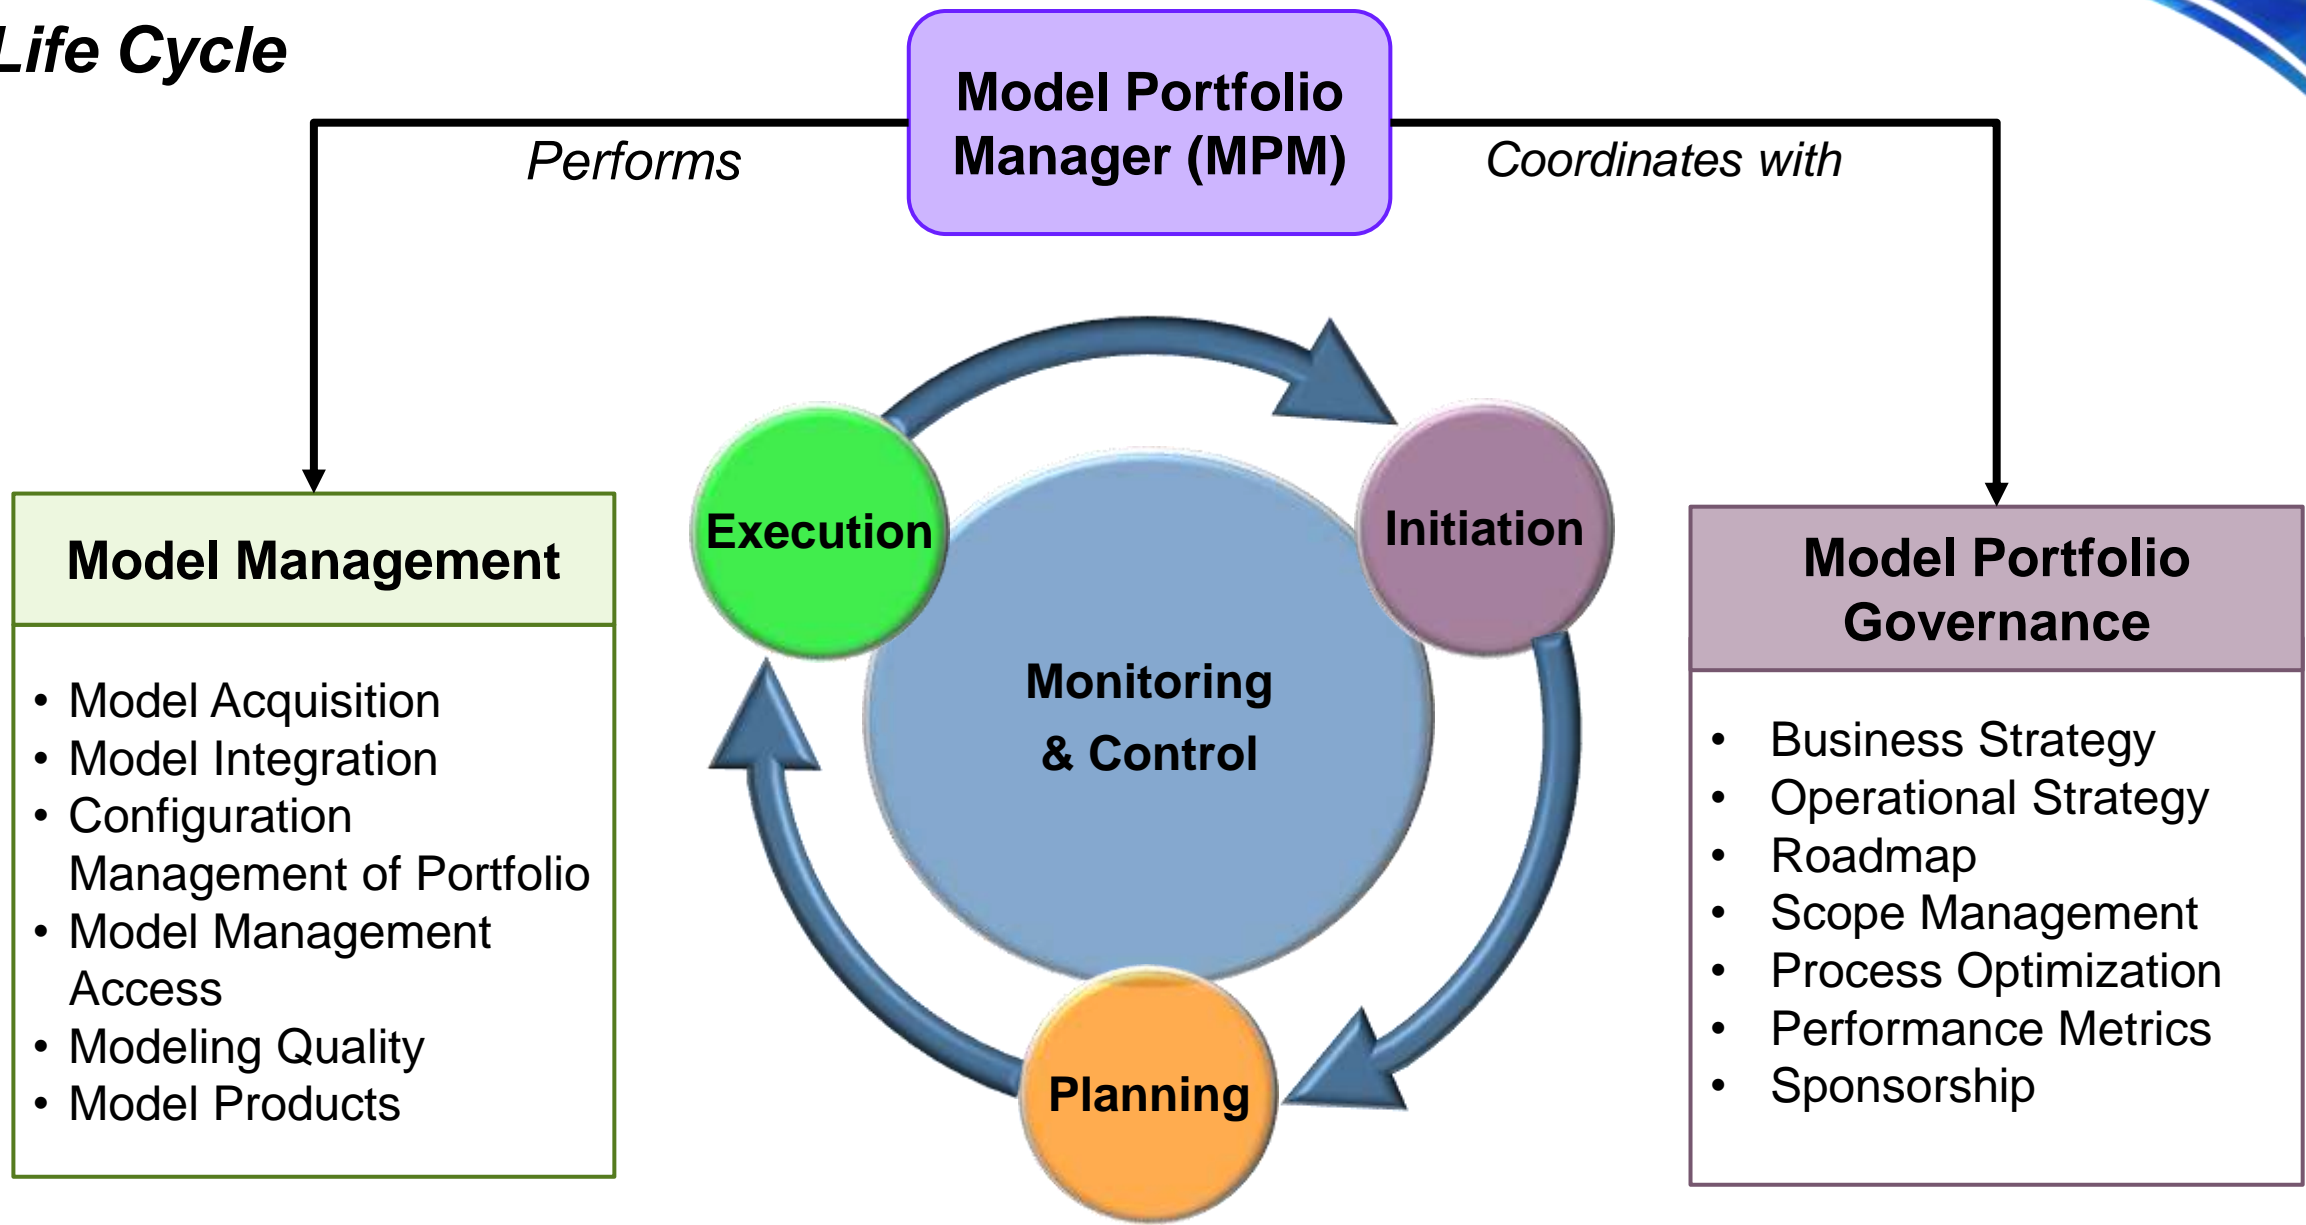 Life Cycle
Model Portfolio
Manager (MPM)
Performs
Coordinates with
Model Management
• Model Acquisition
• Model Integration
• Configuration
Management of Portfolio
• Model Management
Access
• Modeling Quality
• Model Products
Execution
Initiation
Monitoring
& Control
Planning
Model Portfolio
Governance
• Business Strategy
• Operational Strategy
• Roadmap
• Scope Management
• Process Optimization
• Performance Metrics
• Sponsorship